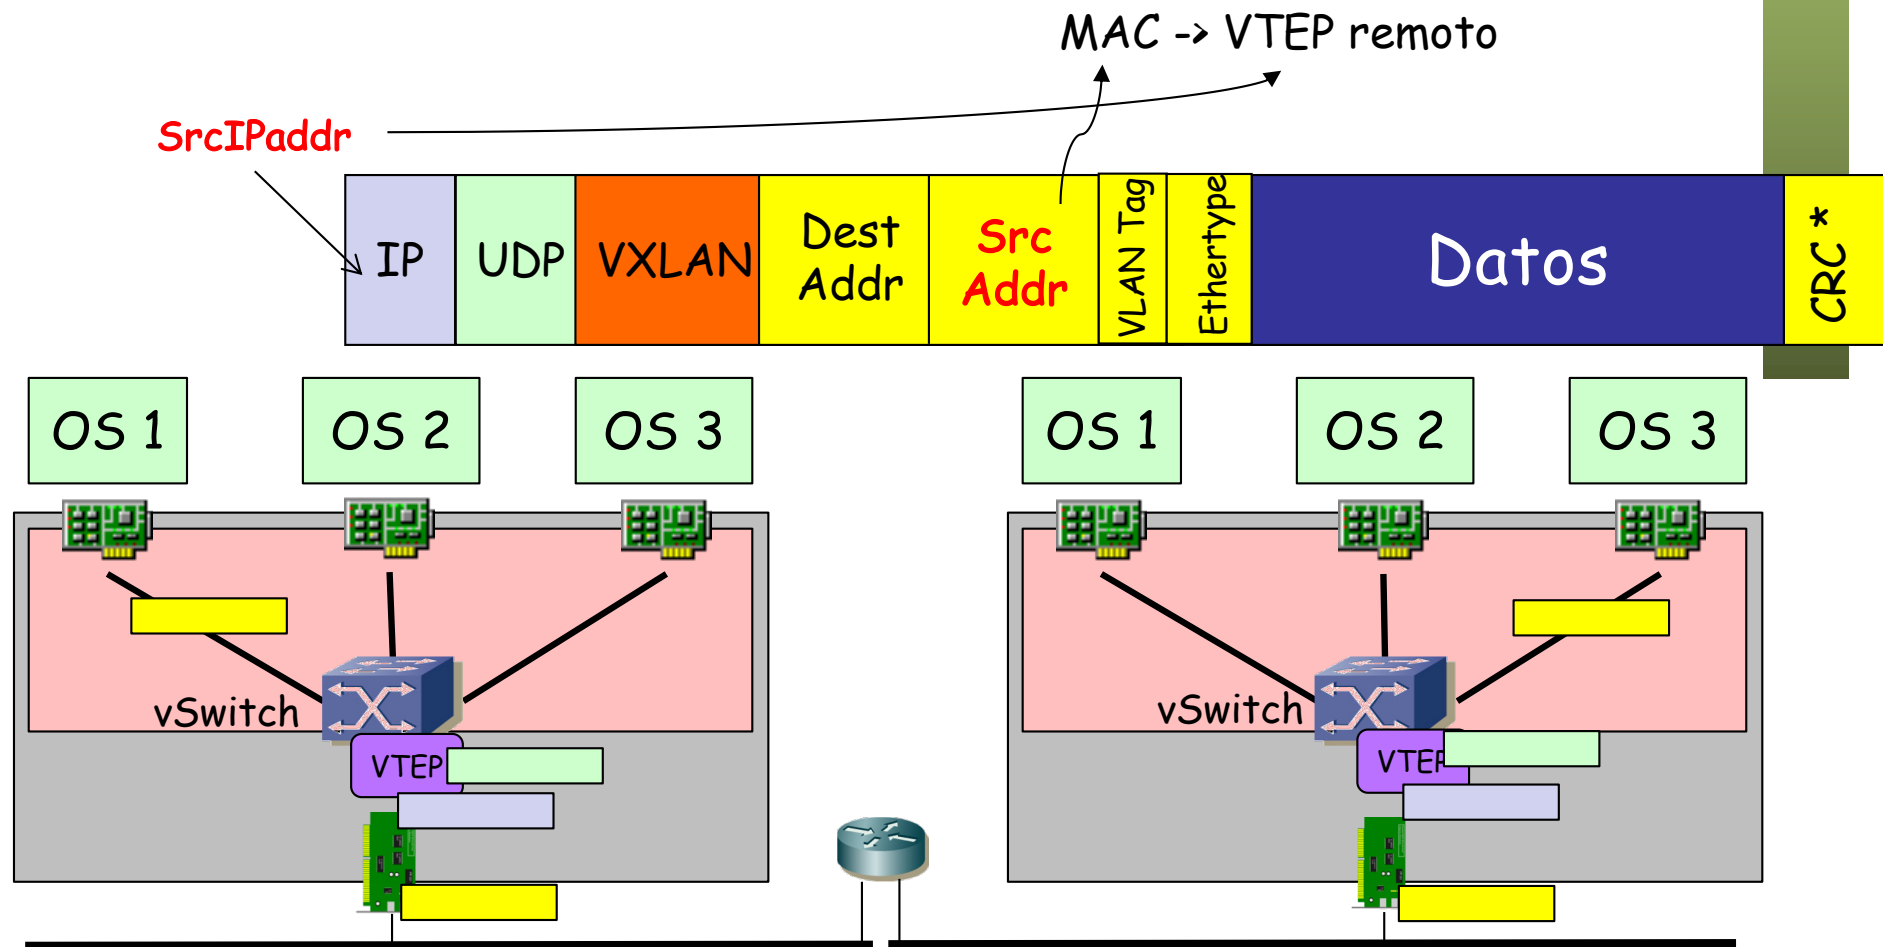 MAC -> VTEP remoto
SrcIPaddr
IP
UDP
VXLAN
Dest
Addr
Src
Addr
VLAN Tag
Ethertype
Datos
CRC *
OS 1
OS 2
OS 3
OS 1
OS 2
OS 3
vSwitch
vSwitch
VTEP
VTEP